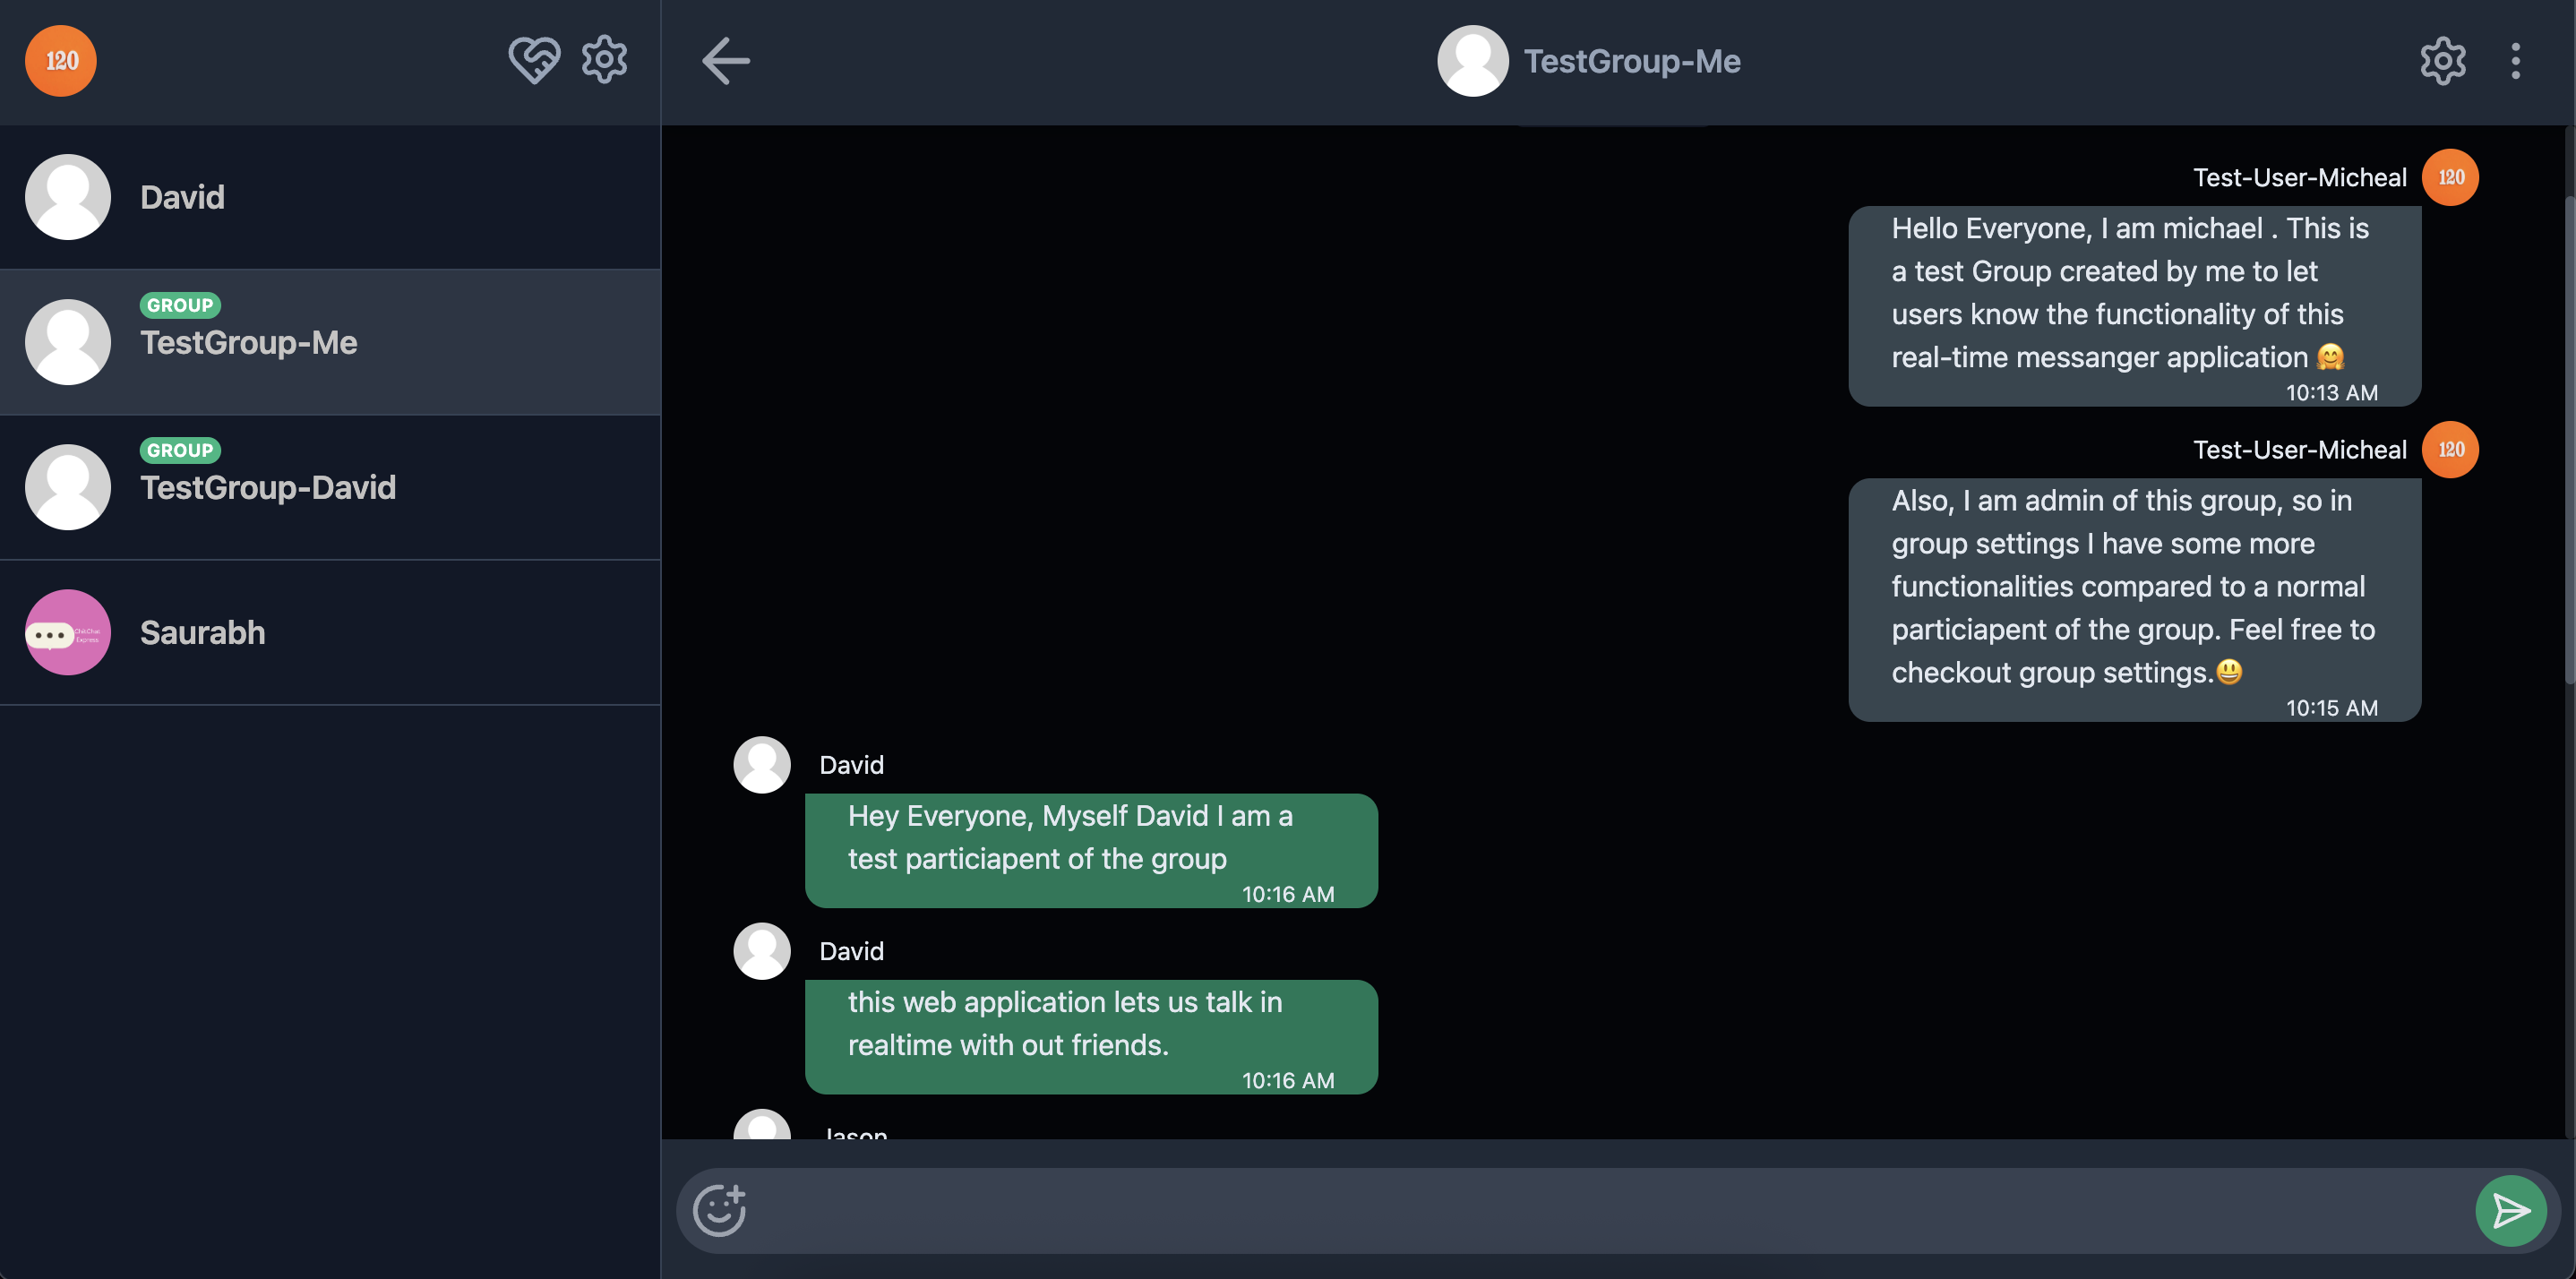 120
TestGroup-Me
David
GROUP
TestGroup-Me
GROUP
TestGroup-David
ChikChat
Express
Saurabh
Test-User-Micheal
120
Hello Everyone, I am michael . This is
a test Group created by me to let
users know the functionality of this
real-time messanger application 🤗
10:13 AM
Test-User-Micheal
120
Also, I am admin of this group, so in
group settings I have some more
functionalities compared to a normal
particiapent of the group. Feel free to
checkout group settings.😃
10:15 AM
David
Hey Everyone, Myself David I am a
test particiapent of the group
10:16 AM
David
this web application lets us talk in
realtime with out friends.
10:16 AM
Jason